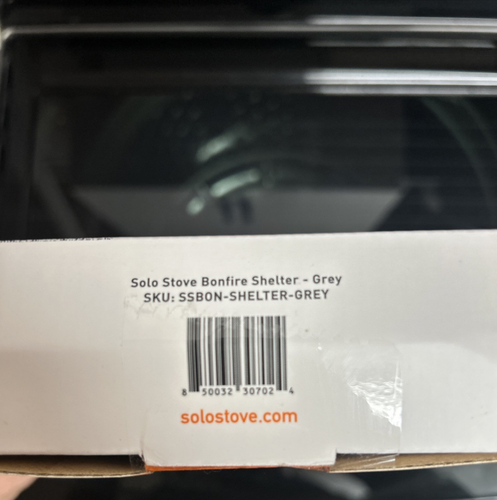 Solo Stove Bonfire Shelter - Grey
SKU: SSBON-SHELTER-GREY
8 50032 30702 4
solostove.com